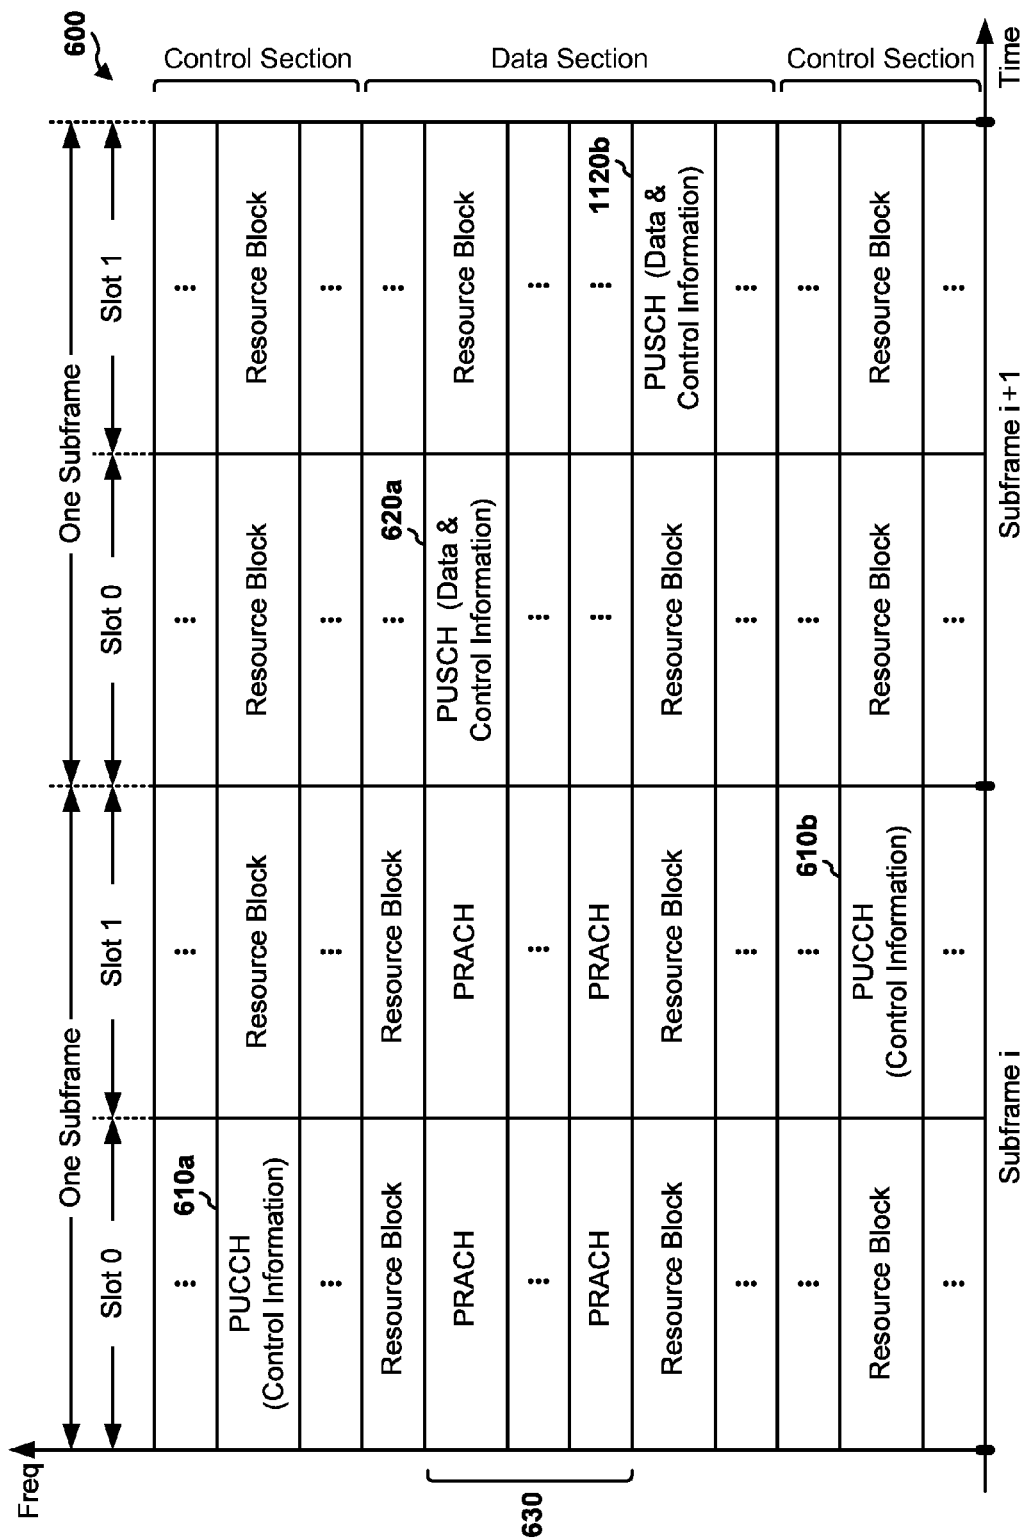 Freq
600
One Subframe
One Subframe
Slot 0
Slot 1
Slot 0
Slot 1
...
...
...
...
Control Section
610a
PUCCH
(Control Information)
Resource Block
Resource Block
Resource Block
...
...
...
...
Resource Block
Resource Block
...
...
Data Section
620a
630
PRACH
PRACH
PUSCH (Data &
Control Information)
Resource Block
...
...
...
...
PRACH
PRACH
...
...
1120b
Resource Block
Resource Block
Resource Block
PUSCH (Data &
Control Information)
...
...
...
...
...
...
...
...
Control Section
610b
Resource Block
PUCCH
(Control Information)
Resource Block
Resource Block
...
...
...
...
Subframe i
Subframe i + 1
Time